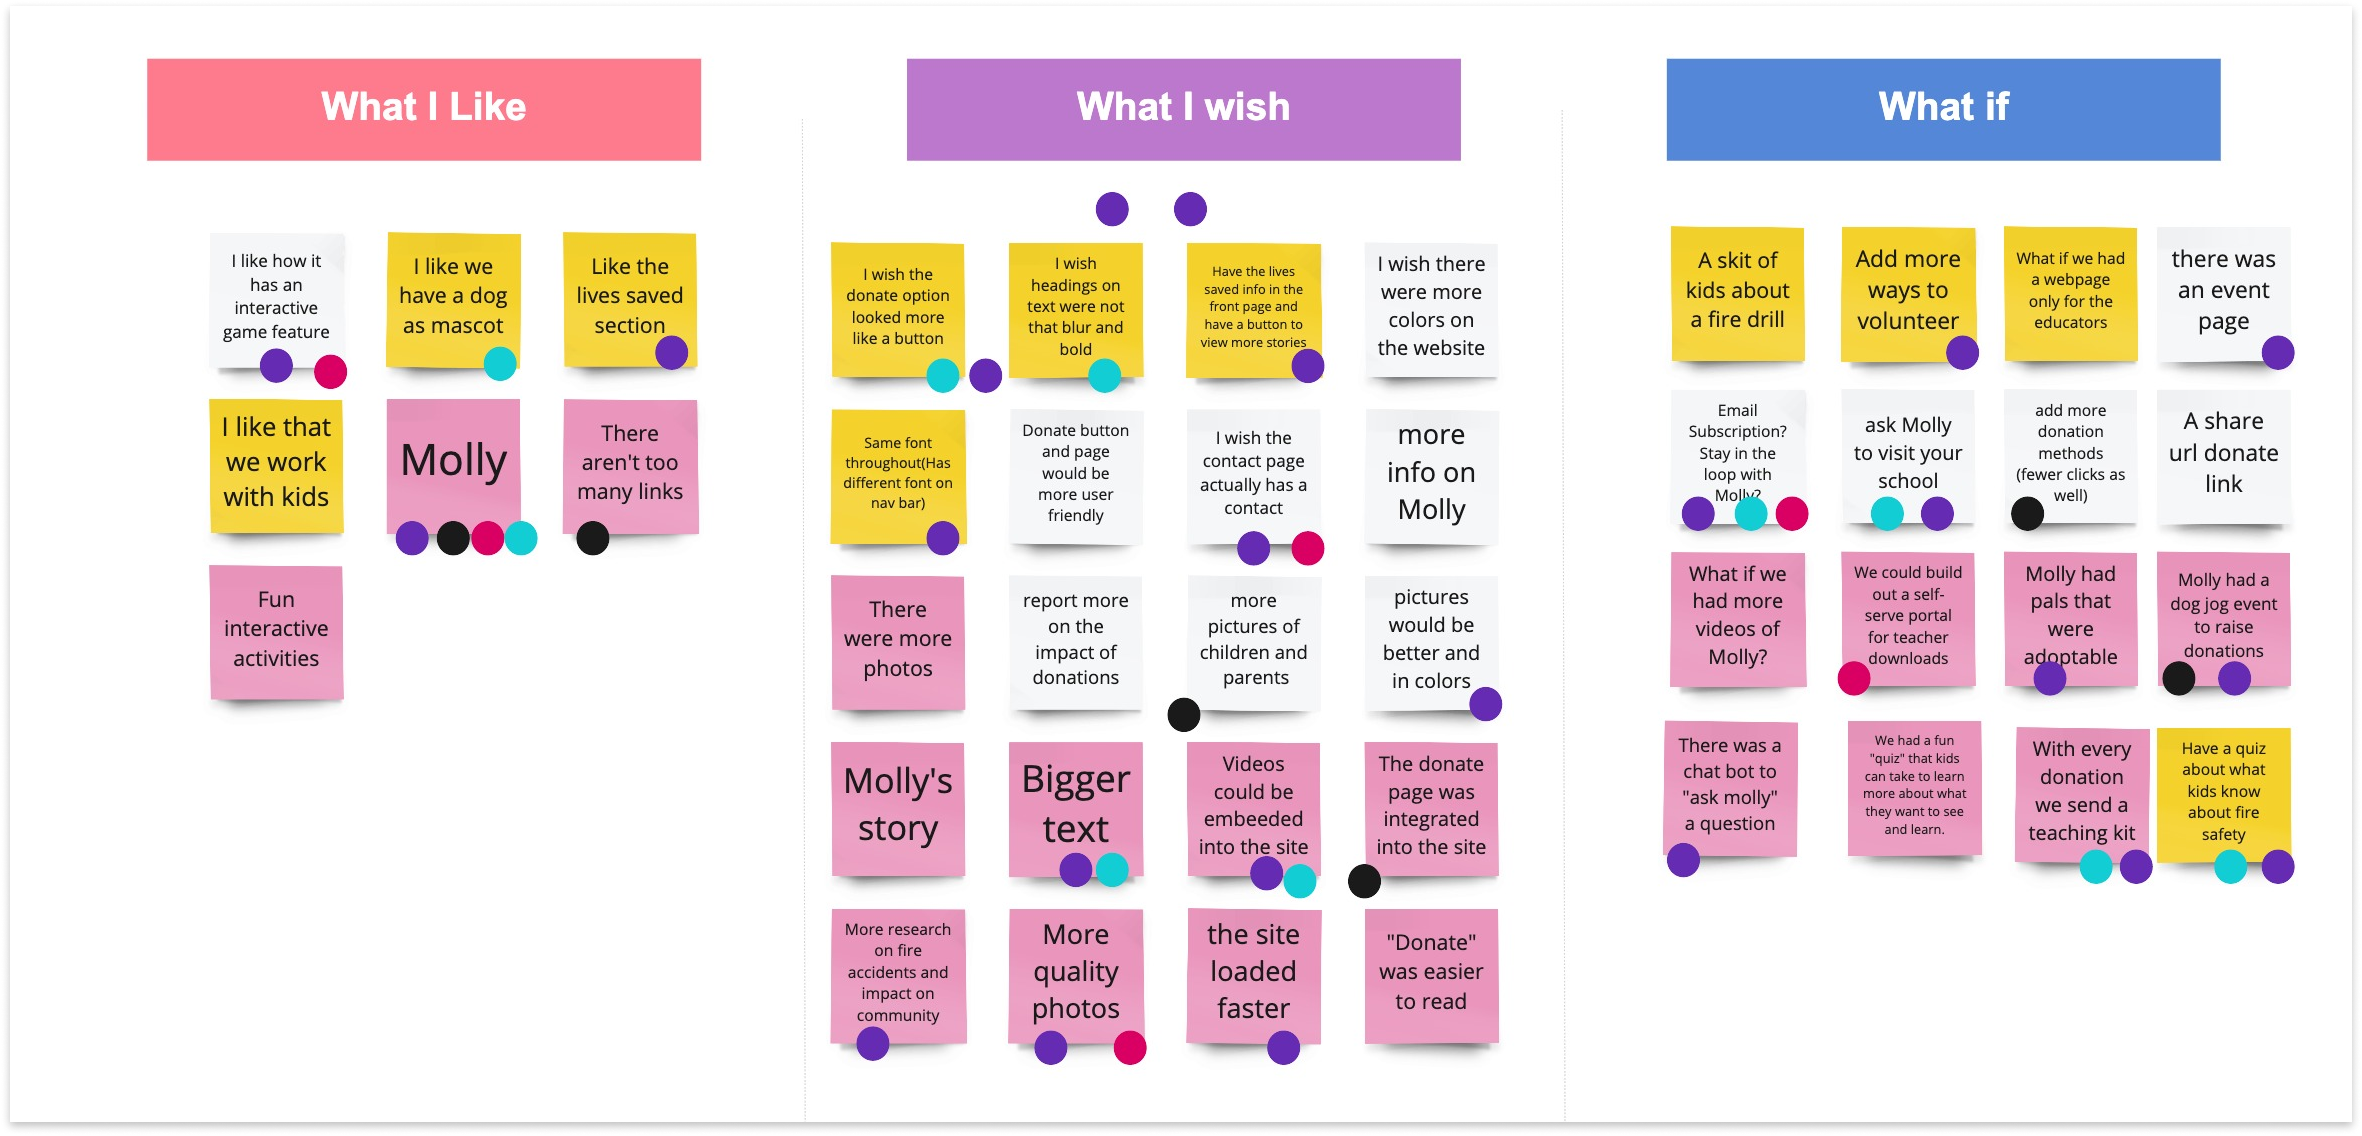 What I Like
I like how it
has an
interactive
game feature
I like we
have a dog
as mascot
Like the
lives saved
section
I like that
we work
with kids
Molly
There
aren't too
many links
Fun
interactive
activities
What I wish
I wish the
donate option
looked more
like a button
I wish
headings on
text were not
that blur and
bold
Have the lives
saved info in the
front page and
have a button to
view more stories
I wish there
were more
colors on
the website
Same font
throughout(Has
different font on
nav bar)
Donate button
and page
would be
more user
friendly
I wish the
contact page
actually has a
contact
more
info on
Molly
There
were more
photos
report more
on the
impact of
donations
more
pictures of
children and
parents
pictures
would be
better and
in colors
Molly's
story
Bigger
text
Videos
could be
embeeded
into the site
The donate
page was
integrated
into the site
More research
on fire
accidents and
impact on
community
More
quality
photos
the site
loaded
faster
"Donate"
was easier
to read
What if
A skit of
kids about
a fire drill
Add more
ways to
volunteer
What if we had
a webpage
only for the
educators
there was
an event
page
Email
Subscription?
Stay in the
loop with
Molly?
ask Molly
to visit your
school
add more
donation
methods
(fewer clicks as
well)
A share
url donate
link
What if we
had more
videos of
Molly?
We could build
out a self-
serve portal
for teacher
downloads
Molly had
pals that
were
adoptable
Molly had a
dog jog event
to raise
donations
There was a
chat bot to
"ask molly"
a question
We had a fun
"quiz" that kids
can take to learn
more about what
they want to see
and learn.
With every
donation
we send a
teaching kit
Have a quiz
about what
kids know
about fire
safety